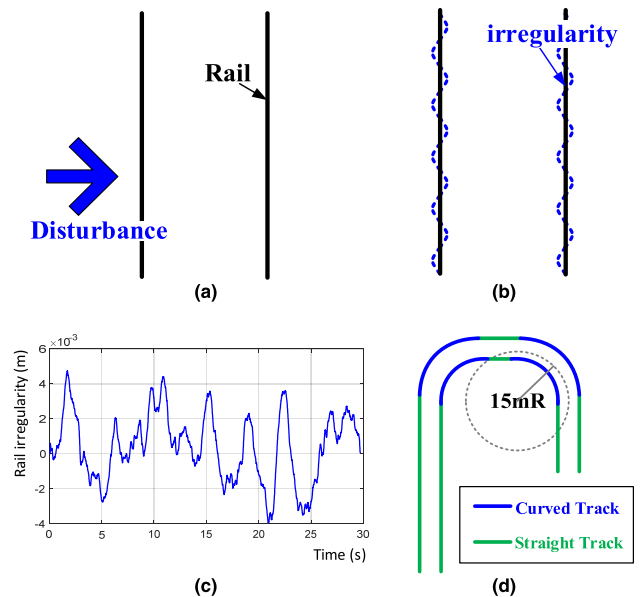 Rail
Disturbance
(a)
irregularity
(b)
×10⁻³
Rail irregularity (m)
6
4
2
0
-2
-4
0 5 10 15 20 25 30
Time (s)
(c)
15mR
Curved Track
Straight Track
(d)